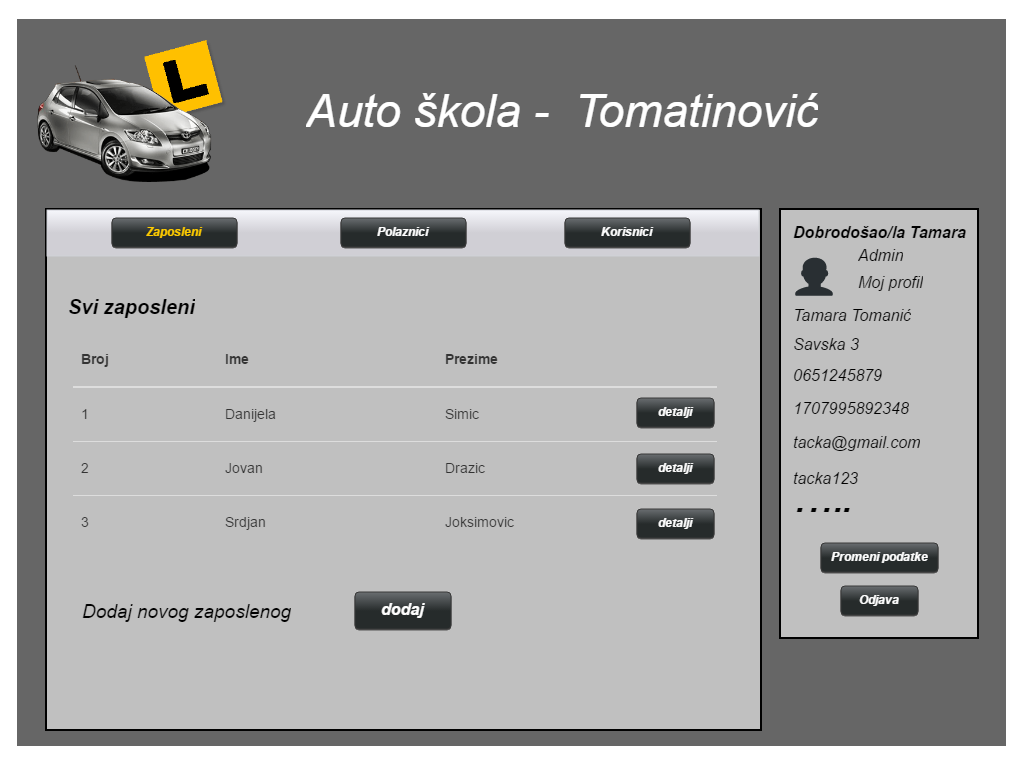 L
Auto škola -  Tomatinović
Zaposleni
Polaznici
Korisnici
Svi zaposleni
Broj Ime Prezime
1 Danijela Simic detalji
2 Jovan Drazic detalji
3 Srdjan Joksimovic detalji
Dodaj novog zaposlenog dodaj
Dobrodošao/la Tamara
Admin
Moj profil
Tamara Tomanić
Savska 3
0651245879
1707995892348
tacka@gmail.com
tacka123
.....
Promeni podatke
Odjava